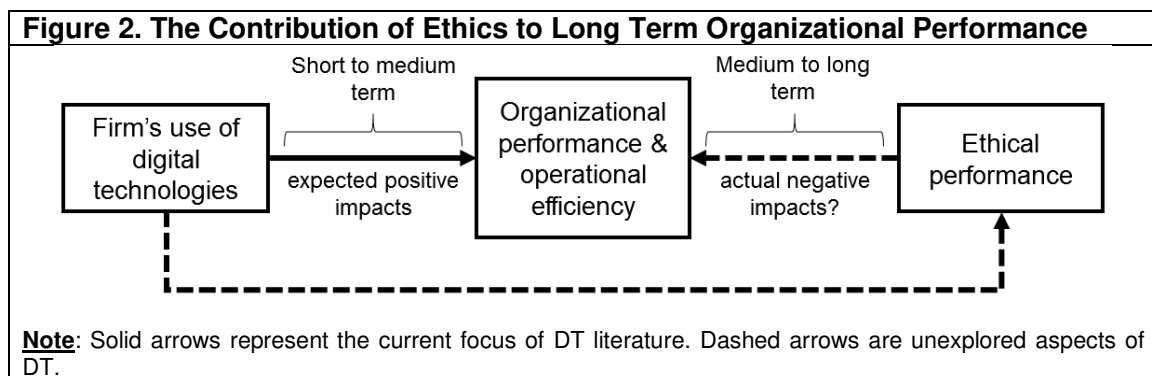 Figure 2. The Contribution of Ethics to Long Term Organizational Performance
Short to medium
term
Medium to long
term
Firm's use of
digital
technologies
expected positive
impacts
Organizational
performance &
operational
efficiency
actual negative
impacts?
Ethical
performance
Note: Solid arrows represent the current focus of DT literature. Dashed arrows are unexplored aspects of
DT.